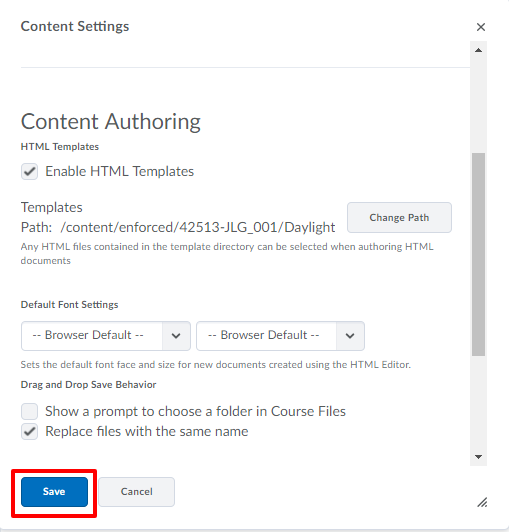 Content Settings
Content Authoring
HTML Templates
Enable HTML Templates
Templates
Path: /content/enforced/42513-JLG_001/Daylight
Change Path
Any HTML files contained in the template directory can be selected when authoring HTML
documents
Default Font Settings
-- Browser Default -- -- Browser Default --
Sets the default font face and size for new documents created using the HTML Editor.
Drag and Drop Save Behavior
Show a prompt to choose a folder in Course Files
Replace files with the same name
Save Cancel